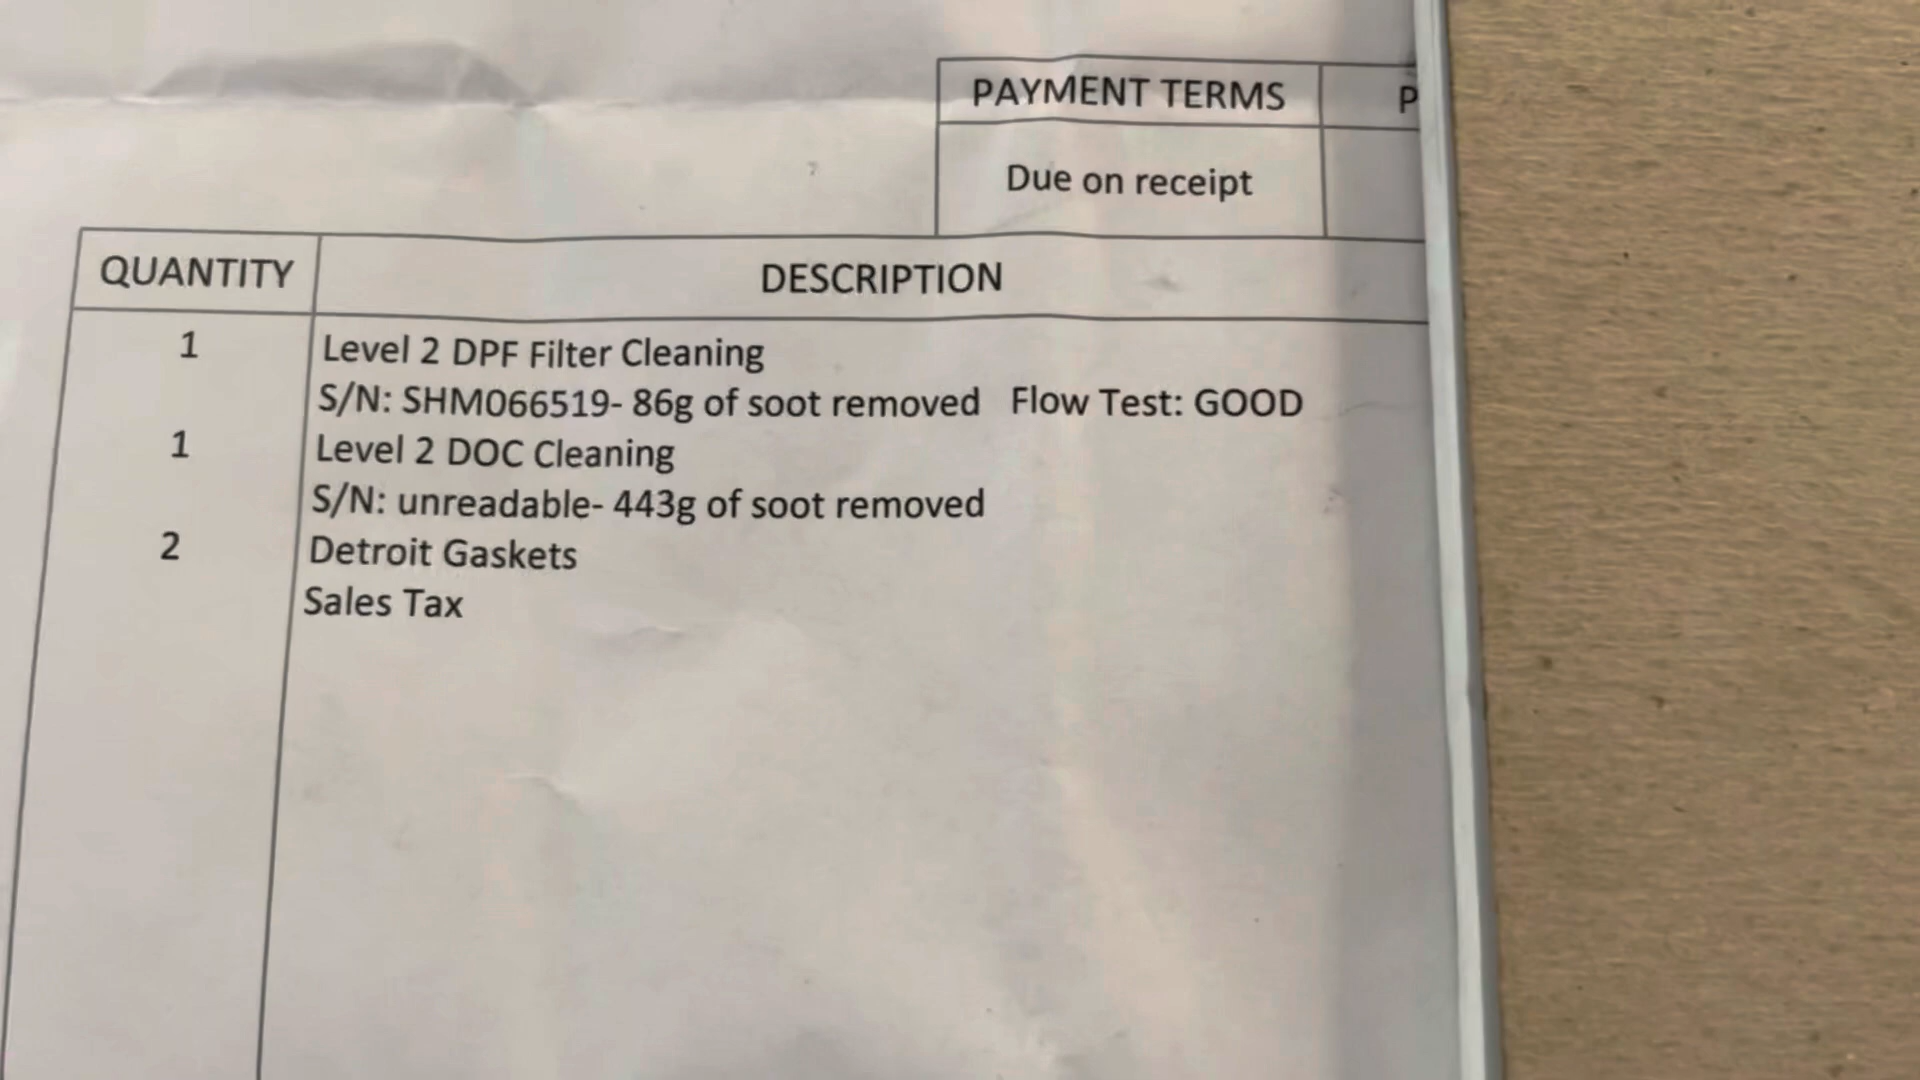 PAYMENT TERMS P
Due on receipt
QUANTITY DESCRIPTION
1 Level 2 DPF Filter Cleaning
S/N: SHM066519- 86g of soot removed Flow Test: GOOD
1 Level 2 DOC Cleaning
S/N: unreadable- 443g of soot removed
2 Detroit Gaskets
Sales Tax